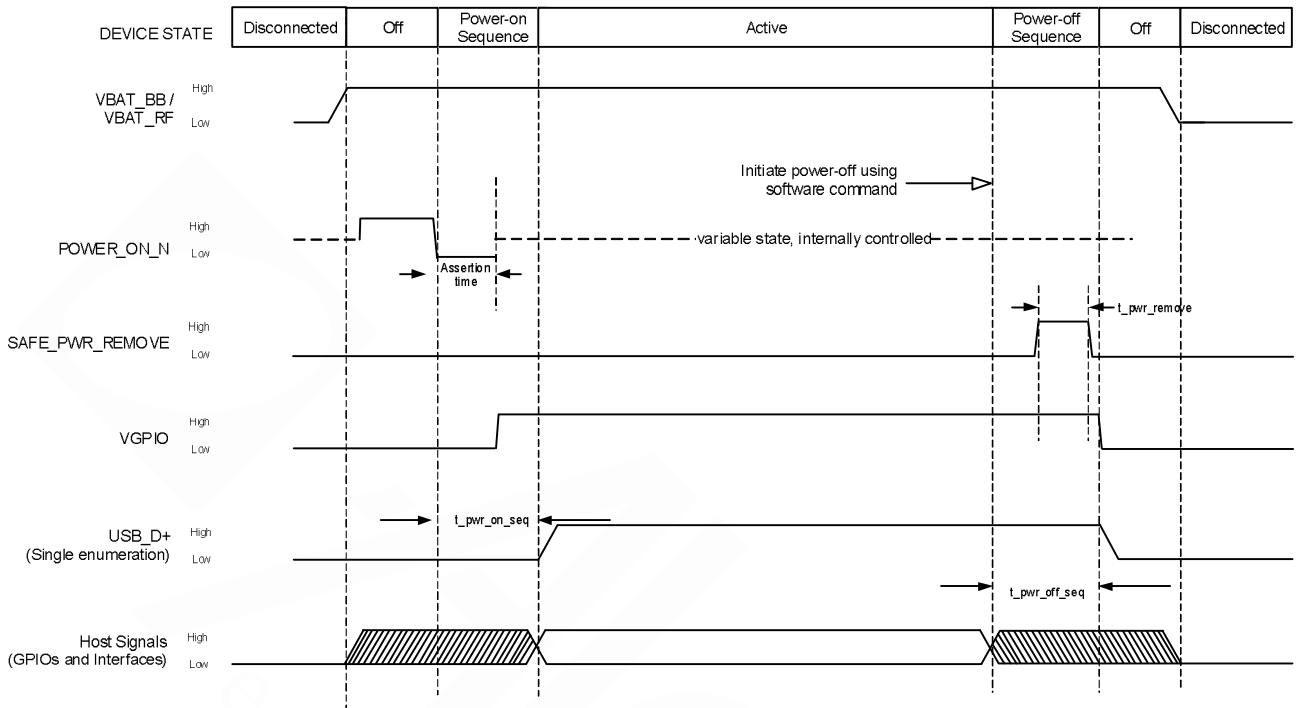 DEVICE STATE
Disconnected
Off
Power-on
Sequence
Active
Power-off
Sequence
Off
Disconnected
VBAT_BB /
VBAT_RF
High
Low
Initiate power-off using
software command
POWER_ON_N
High
Low
variable state, internally controlled
Assertion
time
SAFE_PWR_REMOVE
High
Low
t_pwr_remove
VGPIO
High
Low
USB_D+
(Single enumeration)
High
Low
t_pwr_on_seq
t_pwr_off_seq
Host Signals
(GPIOs and Interfaces)
High
Low